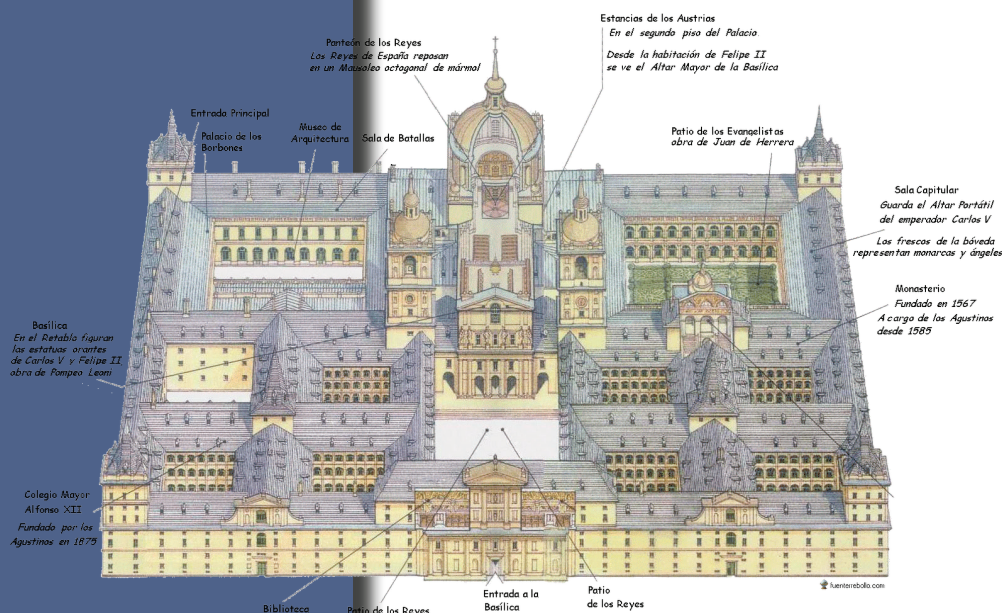 Estancias de los Austrias
En el segundo piso del Palacio
Desde la habitación de Felipe II
se ve el Altar Mayor de la Basílica
Panteón de los Reyes
Los Reyes de España reposan
en un Mausoleo octogonal de mármol
Entrada Principal
Palacio de los
Borbones
Museo de
Arquitectura
Sala de Batallas
Patio de los Evangelistas
obra de Juan de Herrera
Sala Capitular
Guarda el Altar Portátil
del emperador Carlos V
Los frescos de la bóveda
representan monarcas y ángeles
Monasterio
Fundado en 1567
A cargo de los Agustinos
desde 1585
Basílica
En el Retablo figuran
las estatuas orantes
de Carlos V y Felipe II
obra de Pompeo Leoni
Colegio Mayor
Alfonso XII
Fundado por los
Agustinos en 1875
Biblioteca
Patio de los Reyes
Entrada a la
Basílica
Patio
de los Reyes
fuenterrebollo.com